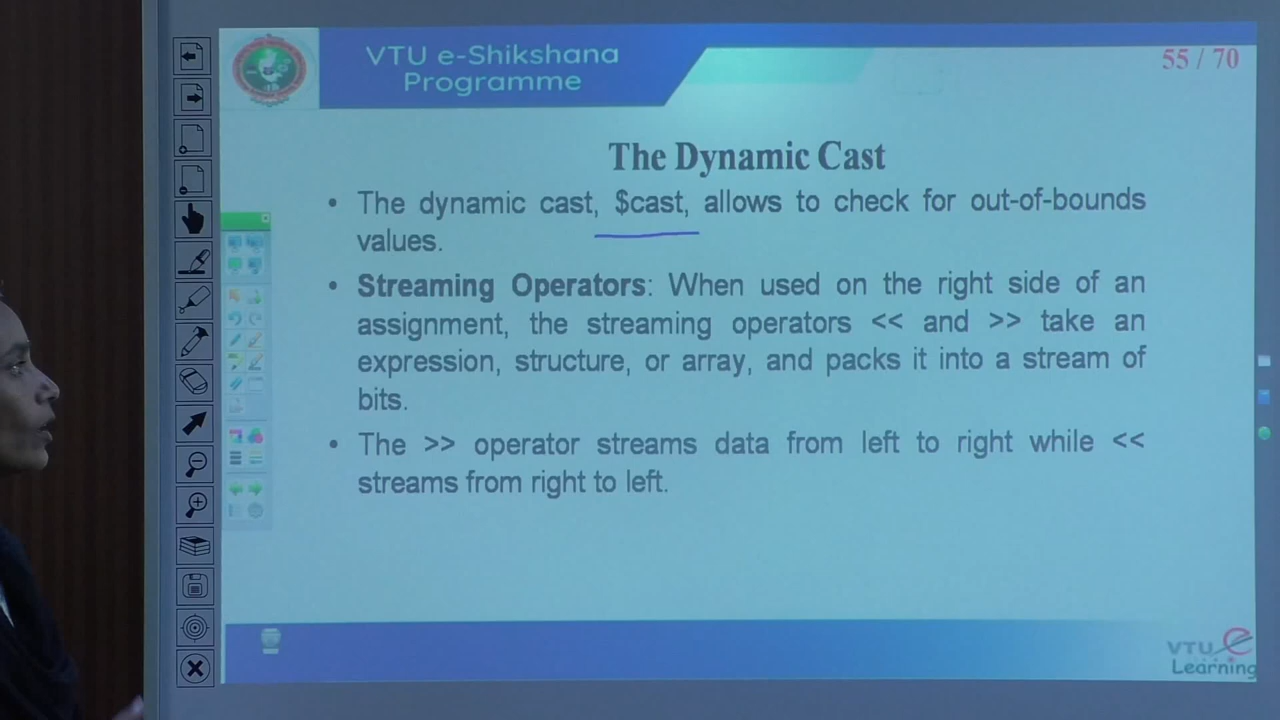 VTU e-Shikshana
Programme
55 / 70
The Dynamic Cast
• The dynamic cast, $cast, allows to check for out-of-bounds
values.
• Streaming Operators: When used on the right side of an
assignment, the streaming operators << and >> take an
expression, structure, or array, and packs it into a stream of
bits.
• The >> operator streams data from left to right while <<
streams from right to left.
VTU e
Learning